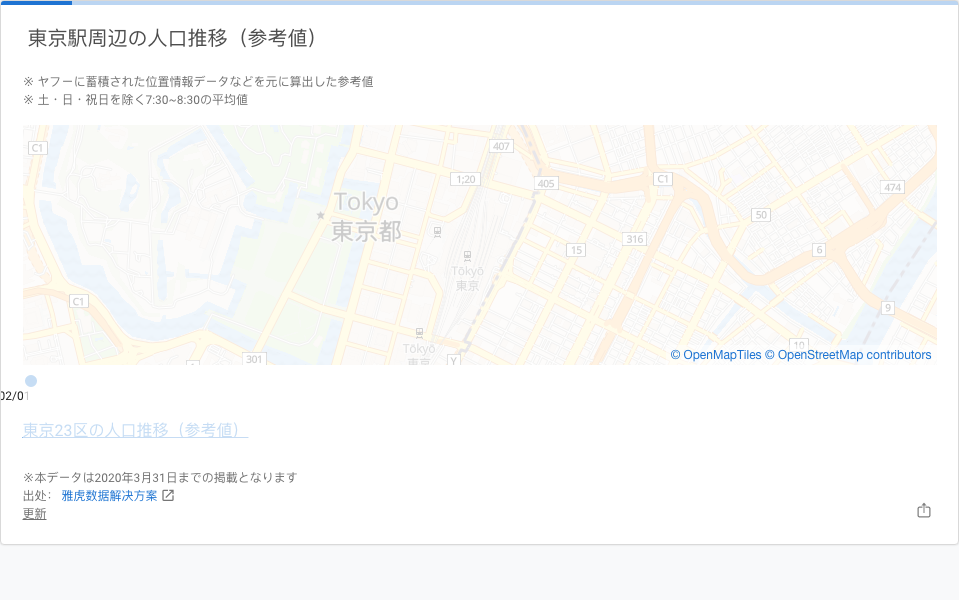 東京駅周辺の人口推移（参考値）
※ ヤフーに蓄積された位置情報データなどを元に算出した参考値
※ 土・日・祝日を除く7:30~8:30の平均値
C1
407
1;20
405
C1
474
Tokyo
東京都
50
316
15
6
Tōkyō
東京
C1
9
10
301
Tōkyō
東京
Y
© OpenMapTiles © OpenStreetMap contributors
02/01
東京23区の人口推移（参考値）
※本データは2020年3月31日までの掲載となります
出处： 雅虎数据解决方案
更新